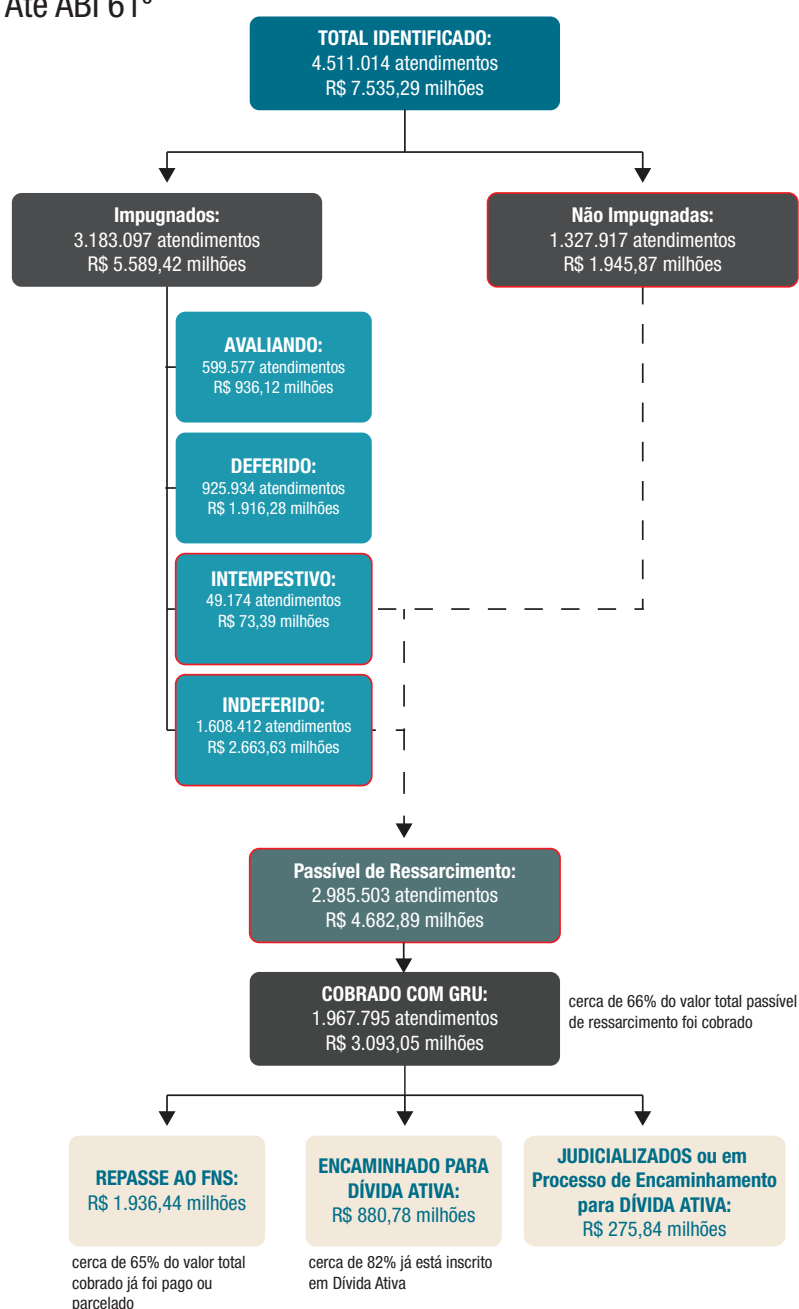 Até ABI 61º
TOTAL IDENTIFICADO:
4.511.014 atendimentos
R$ 7.535,29 milhões
Impugnados:
3.183.097 atendimentos
R$ 5.589,42 milhões
Não Impugnadas:
1.327.917 atendimentos
R$ 1.945,87 milhões
AVALIANDO:
599.577 atendimentos
R$ 936,12 milhões
DEFERIDO:
925.934 atendimentos
R$ 1.916,28 milhões
INTEMPESTIVO:
49.174 atendimentos
R$ 73,39 milhões
INDEFERIDO:
1.608.412 atendimentos
R$ 2.663,63 milhões
Passível de Ressarcimento:
2.985.503 atendimentos
R$ 4.682,89 milhões
COBRADO COM GRU:
1.967.795 atendimentos
R$ 3.093,05 milhões
cerca de 66% do valor total passível
de ressarcimento foi cobrado
REPASSE AO FNS:
R$ 1.936,44 milhões
cerca de 65% do valor total
cobrado já foi pago ou
parcelado
ENCAMINHADO PARA
DÍVIDA ATIVA:
R$ 880,78 milhões
cerca de 82% já está inscrito
em Dívida Ativa
JUDICIALIZADOS ou em
Processo de Encaminhamento
para DÍVIDA ATIVA:
R$ 275,84 milhões